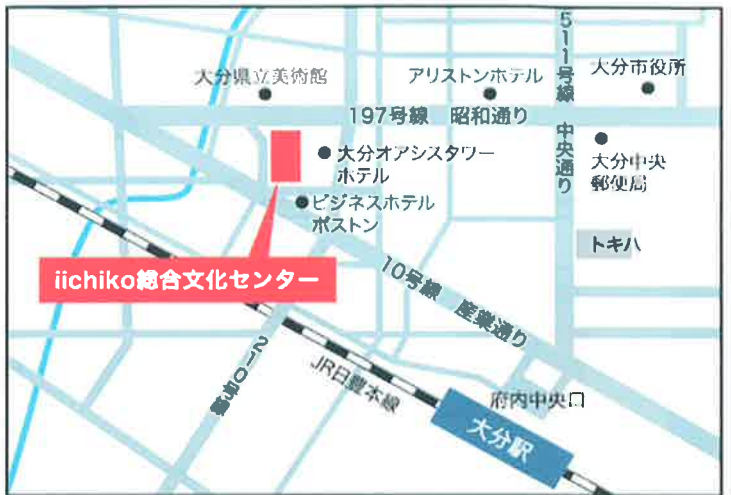 大分県立美術館
アリストンホテル
511号線 中央通り
大分市役所
197号線 昭和通り
大分オアシスタワー
ホテル
大分中央
郵便局
ビジネスホテル
ボストン
トキハ
iichiko総合文化センター
10号線 産業通り
210号線
JR日豊本線
府内中央口
大分駅